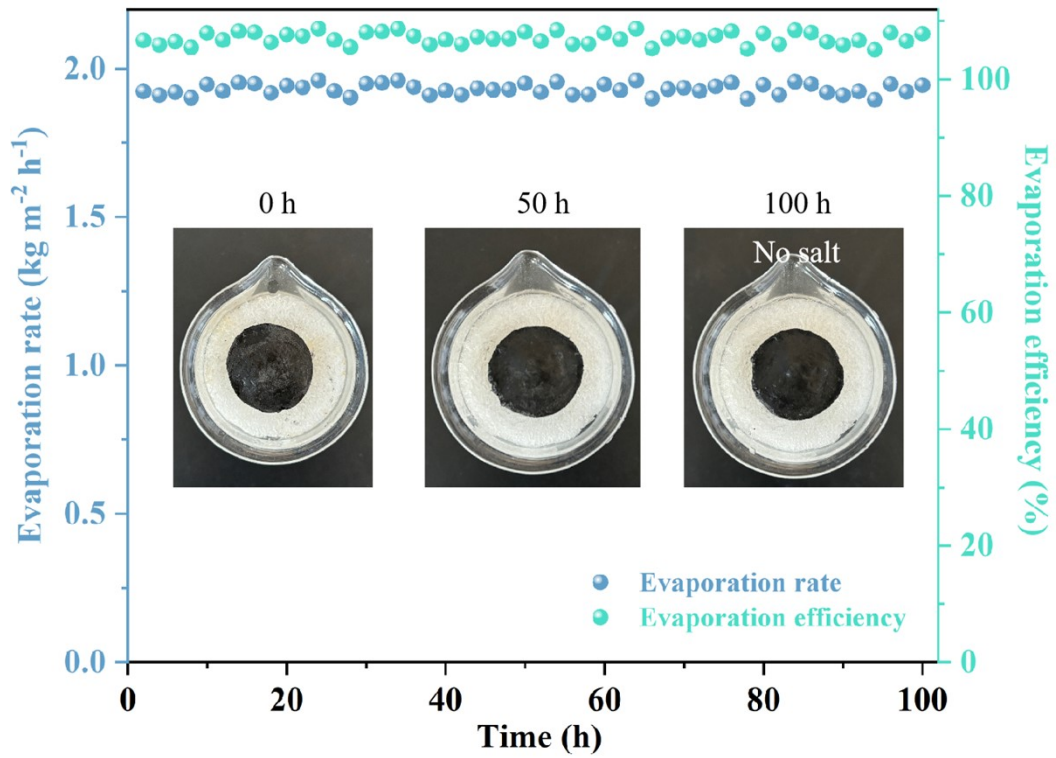 Evaporation rate (kg m⁻² h⁻¹)
2.0
1.5
1.0
0.5
0.0
0 h
50 h
100 h
No salt
Evaporation rate
Evaporation efficiency
100
80
60
40
20
0
Evaporation efficiency (%)
0
20
40
60
80
100
Time (h)